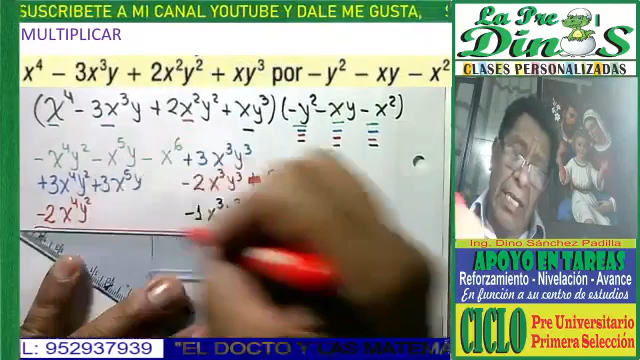 SUSCRIBETE A MI CANAL YOUTUBE Y DALE ME GUSTA,
MULTIPLICAR
x⁴ − 3x³y + 2x²y² + xy³ por −y² − xy − x²
(x⁴ - 3x³y + 2x²y² + xy³)(-y² - xy - x²)
-x⁴y² - x⁵y - x⁶ + 3x³y³
+3x⁴y² + 3x⁵y -2x³y³
-2x⁴y² -1x³
La Pre
Dinos
CLASES PERSONALIZADAS
Ing. Dino Sánchez Padilla
APOYO EN TAREAS
Reforzamiento - Nivelación - Avance
En función a su centro de estudios
CICLO Pre Universitario
Primera Selección
L: 952937939 "EL DOCTO Y LAS MATEMA